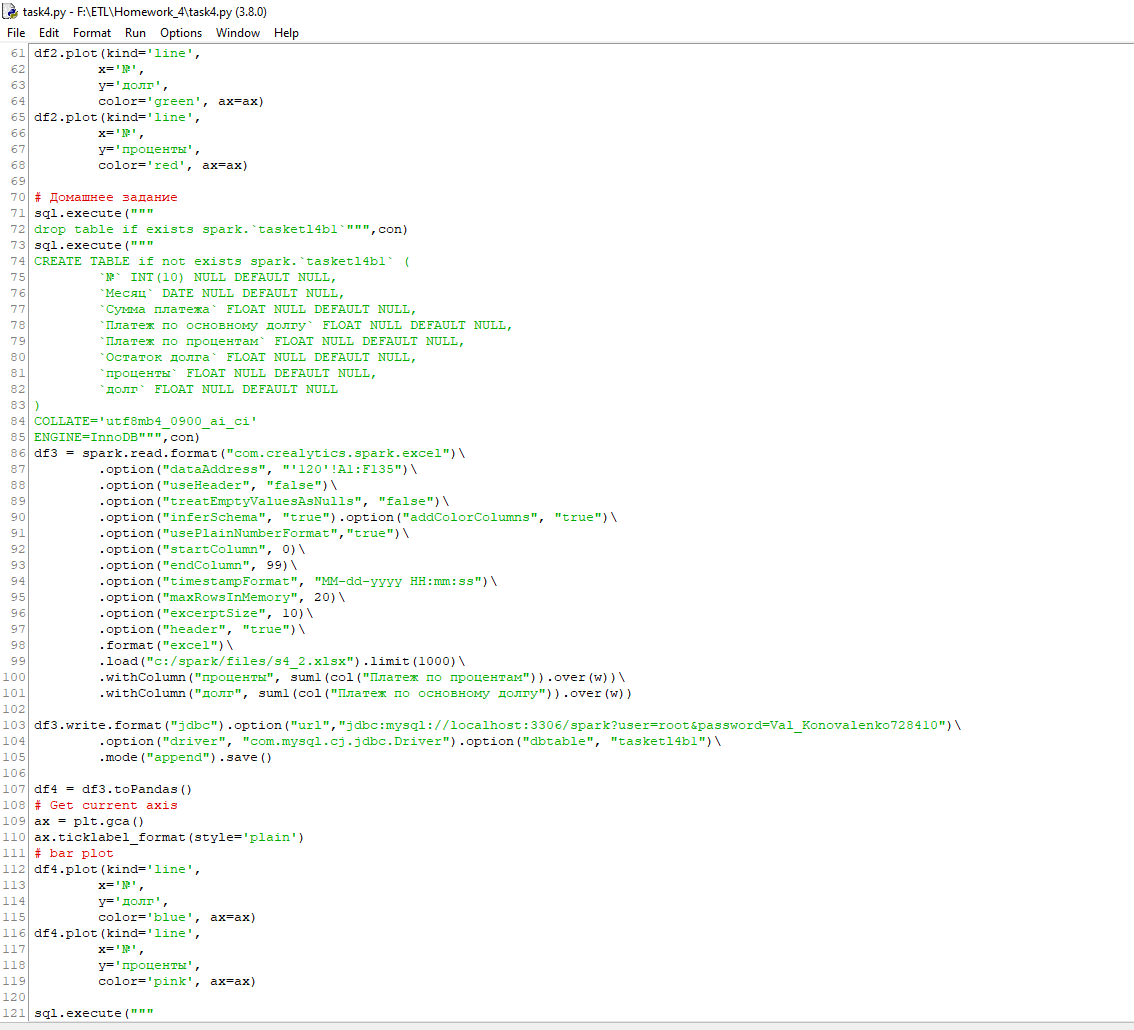 task4.py - F:\ETL\Homework_4\task4.py (3.8.0)
File Edit Format Run Options Window Help
61 df2.plot(kind='line',
62         x='№',
63         y='долг',
64         color='green', ax=ax)
65 df2.plot(kind='line',
66         x='№',
67         y='проценты',
68         color='red', ax=ax)
69
70 # Домашнее задание
71 sql.execute("""
72 drop table if exists spark.`tasketl4b1`""",con)
73 sql.execute("""
74 CREATE TABLE if not exists spark.`tasketl4b1` (
75         `№` INT(10) NULL DEFAULT NULL,
76         `Месяц` DATE NULL DEFAULT NULL,
77         `Сумма платежа` FLOAT NULL DEFAULT NULL,
78         `Платеж по основному долгу` FLOAT NULL DEFAULT NULL,
79         `Платеж по процентам` FLOAT NULL DEFAULT NULL,
80         `Остаток долга` FLOAT NULL DEFAULT NULL,
81         `проценты` FLOAT NULL DEFAULT NULL,
82         `долг` FLOAT NULL DEFAULT NULL
83 )
84 COLLATE='utf8mb4_0900_ai_ci'
85 ENGINE=InnoDB""",con)
86 df3 = spark.read.format("com.crealytics.spark.excel")\
87         .option("dataAddress", "'120'!A1:F135")\
88         .option("useHeader", "false")\
89         .option("treatEmptyValuesAsNulls", "false")\
90         .option("inferSchema", "true").option("addColorColumns", "true")\
91         .option("usePlainNumberFormat","true")\
92         .option("startColumn", 0)\
93         .option("endColumn", 99)\
94         .option("timestampFormat", "MM-dd-yyyy HH:mm:ss")\
95         .option("maxRowsInMemory", 20)\
96         .option("excerptSize", 10)\
97         .option("header", "true")\
98         .format("excel")\
99         .load("c:/spark/files/s4_2.xlsx").limit(1000)\
100         .withColumn("проценты", sum1(col("Платеж по процентам")).over(w))\
101         .withColumn("долг", sum1(col("Платеж по основному долгу")).over(w))
102
103 df3.write.format("jdbc").option("url","jdbc:mysql://localhost:3306/spark?user=root&password=Val_Konovalenko728410")\
104         .option("driver", "com.mysql.cj.jdbc.Driver").option("dbtable", "tasketl4b1")\
105         .mode("append").save()
106
107 df4 = df3.toPandas()
108 # Get current axis
109 ax = plt.gca()
110 ax.ticklabel_format(style='plain')
111 # bar plot
112 df4.plot(kind='line',
113         x='№',
114         y='долг',
115         color='blue', ax=ax)
116 df4.plot(kind='line',
117         x='№',
118         y='проценты',
119         color='pink', ax=ax)
120
121 sql.execute("""